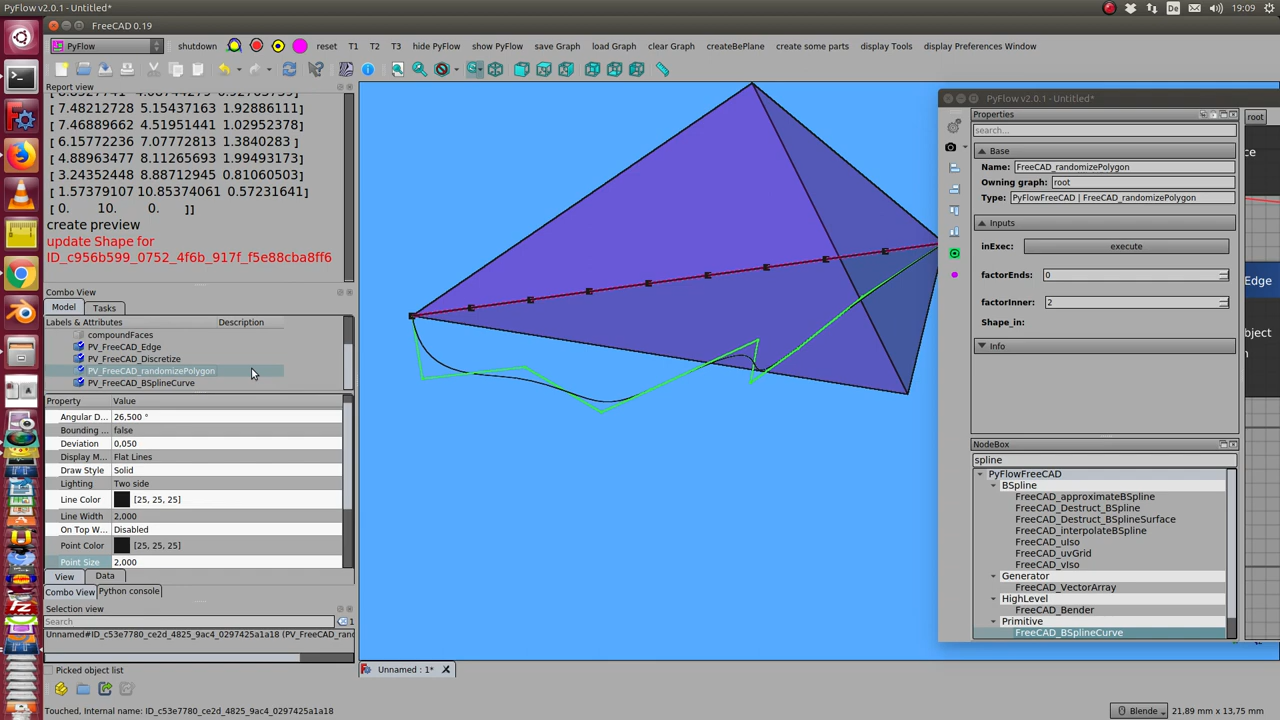 PyFlow v2.0.1 - Untitled*
De
19:09
FreeCAD 0.19
PyFlow
shutdown
reset
T1
T2
T3
hide PyFlow
show PyFlow
save Graph
load Graph
clear Graph
createBePlane
create some parts
display Tools
display Preferences Window
Report view
[ 7.48212728 5.15437163 1.92886111]
[ 7.46889662 4.51951441 1.02952378]
[ 6.15772236 7.07772813 1.3840283 ]
[ 4.88963477 8.11265693 1.99493173]
[ 3.24352448 8.88712945 0.81060503]
[ 1.57379107 10.85374061 0.57231641]
[ 0. 10. 0. ]]
create preview
update Shape for
ID_c956b599_0752_4f6b_917f_f5e88cba8ff6
Combo View
Model
Tasks
Labels & Attributes
Description
compoundFaces
PV_FreeCAD_Edge
PV_FreeCAD_Discretize
PV_FreeCAD_randomizePolygon
PV_FreeCAD_BSplineCurve
Property
Value
Angular D...
26,500 °
Bounding ...
false
Deviation
0,050
Display M...
Flat Lines
Draw Style
Solid
Lighting
Two side
Line Color
[25, 25, 25]
Line Width
2,000
On Top W...
Disabled
Point Color
[25, 25, 25]
Point Size
2,000
View
Data
Combo View
Python console
Selection view
Search
1
Unnamed#ID_c53e7780_ce2d_4825_9ac4_0297425a1a18 (PV_FreeCAD_ran
Picked object list
Touched, Internal name: ID_c53e7780_ce2d_4825_9ac4_0297425a1a18
Unnamed : 1*
Blende
21,89 mm x 13,75 mm
PyFlow v2.0.1 - Untitled*
Properties
search...
Base
Name:
FreeCAD_randomizePolygon
Owning graph:
root
Type:
PyFlowFreeCAD | FreeCAD_randomizePolygon
Inputs
inExec:
execute
factorEnds:
0
factorInner:
2
Shape_in:
Info
NodeBox
spline
PyFlowFreeCAD
BSpline
FreeCAD_approximateBSpline
FreeCAD_Destruct_BSpline
FreeCAD_Destruct_BSplineSurface
FreeCAD_interpolateBSpline
FreeCAD_uIso
FreeCAD_uvGrid
FreeCAD_vIso
Generator
FreeCAD_VectorArray
HighLevel
FreeCAD_Bender
Primitive
FreeCAD_BSplineCurve
root
Edge